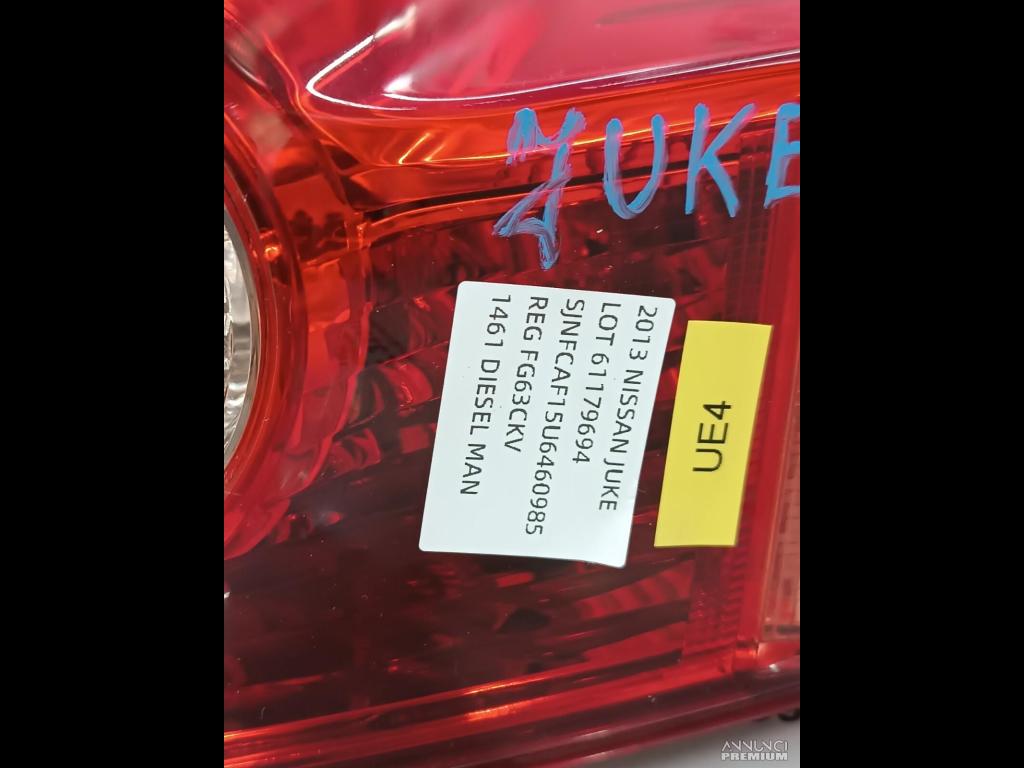 JUKE
2013 NISSAN JUKE
LOT 61179694
SJNFCAF15U6460985
REG FG63CKV
1461 DIESEL MAN
UE4
ANNUNCI
PREMIUM